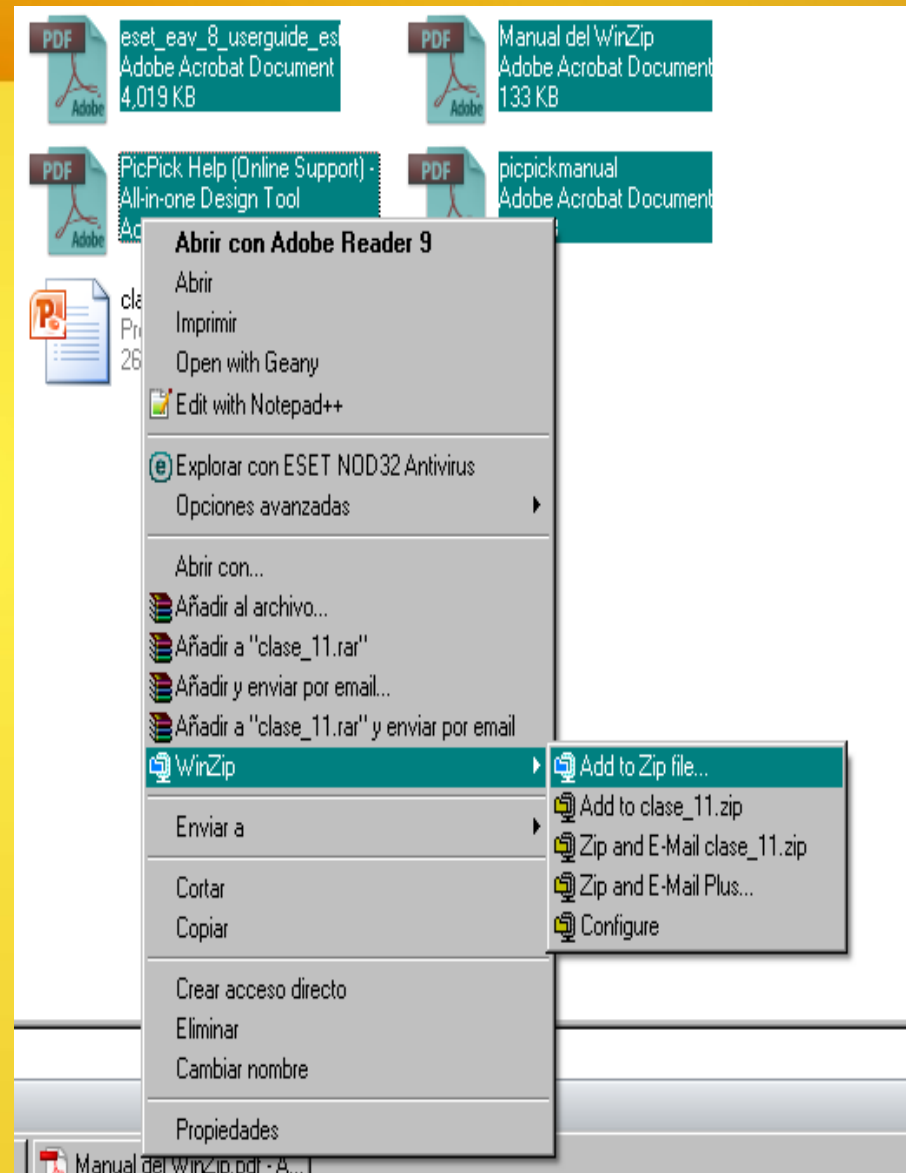 PDF
eset_eav_8_userguide_esl
Adobe Acrobat Document
4,019 KB
Adobe
PDF
Manual del WinZip
Adobe Acrobat Document
133 KB
Adobe
PDF
PicPick Help (Online Support) -
All-in-one Design Tool
Adobe
PDF
picpickmanual
Adobe Acrobat Document
cla
Pr
26
Abrir con Adobe Reader 9
Abrir
Imprimir
Open with Geany
Edit with Notepad++
Explorar con ESET NOD32 Antivirus
Opciones avanzadas
Abrir con...
Añadir al archivo...
Añadir a "clase_11.rar"
Añadir y enviar por email...
Añadir a "clase_11.rar" y enviar por email
WinZip
Add to Zip file...
Add to clase_11.zip
Zip and E-Mail clase_11.zip
Zip and E-Mail Plus...
Configure
Enviar a
Cortar
Copiar
Crear acceso directo
Eliminar
Cambiar nombre
Propiedades
Manual del WinZip.pdf - A...